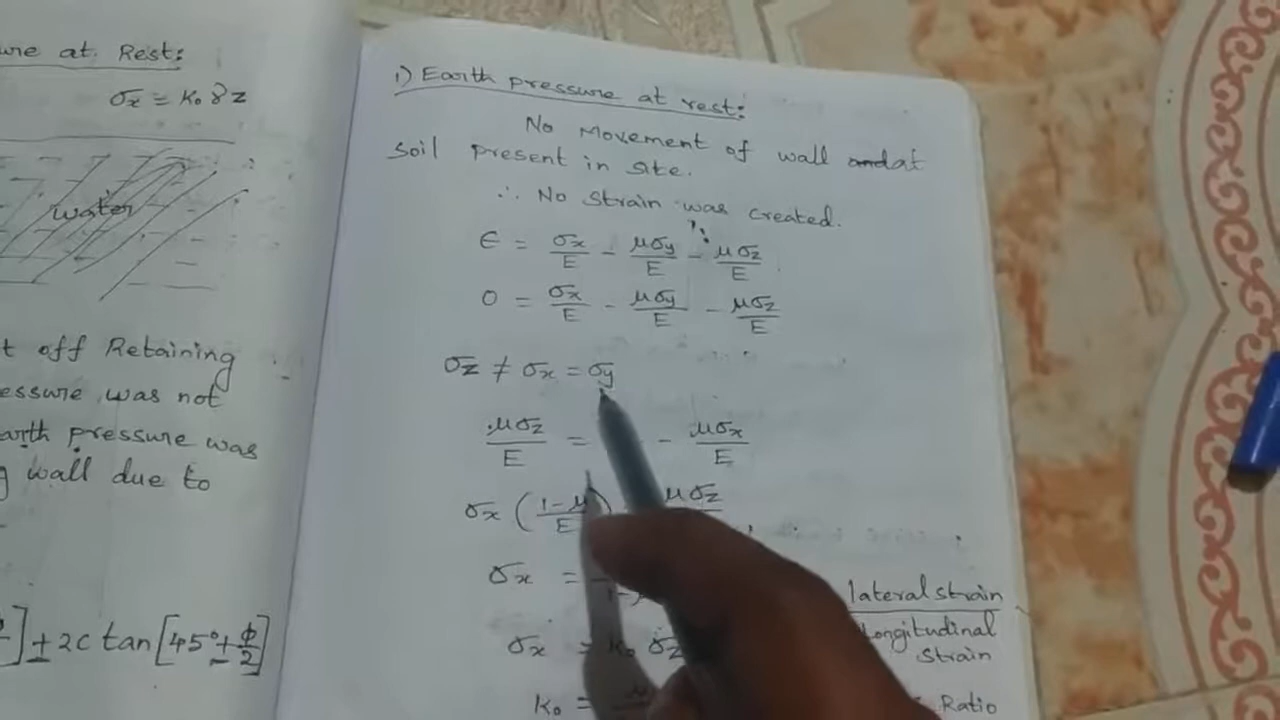 ure at Rest:
σx = K₀ γ z
water
t off Retaining
essure was not
arth pressure was
g wall due to
] ± 2c tan [45° + φ/2]
1) Earth pressure at rest:
No Movement of wall at
soil present in site.
∴ No strain was created.
ϵ = σx/E - μσy/E - μσz/E
0 = σx/E - μσy/E - μσz/E
σz ≠ σx = σy
μσz/E = - μσx/E
σx (1-μ/E) μσz
σx =
σx = K₀ σz
K₀ = μ
lateral strain
Longitudinal
strain
Ratio